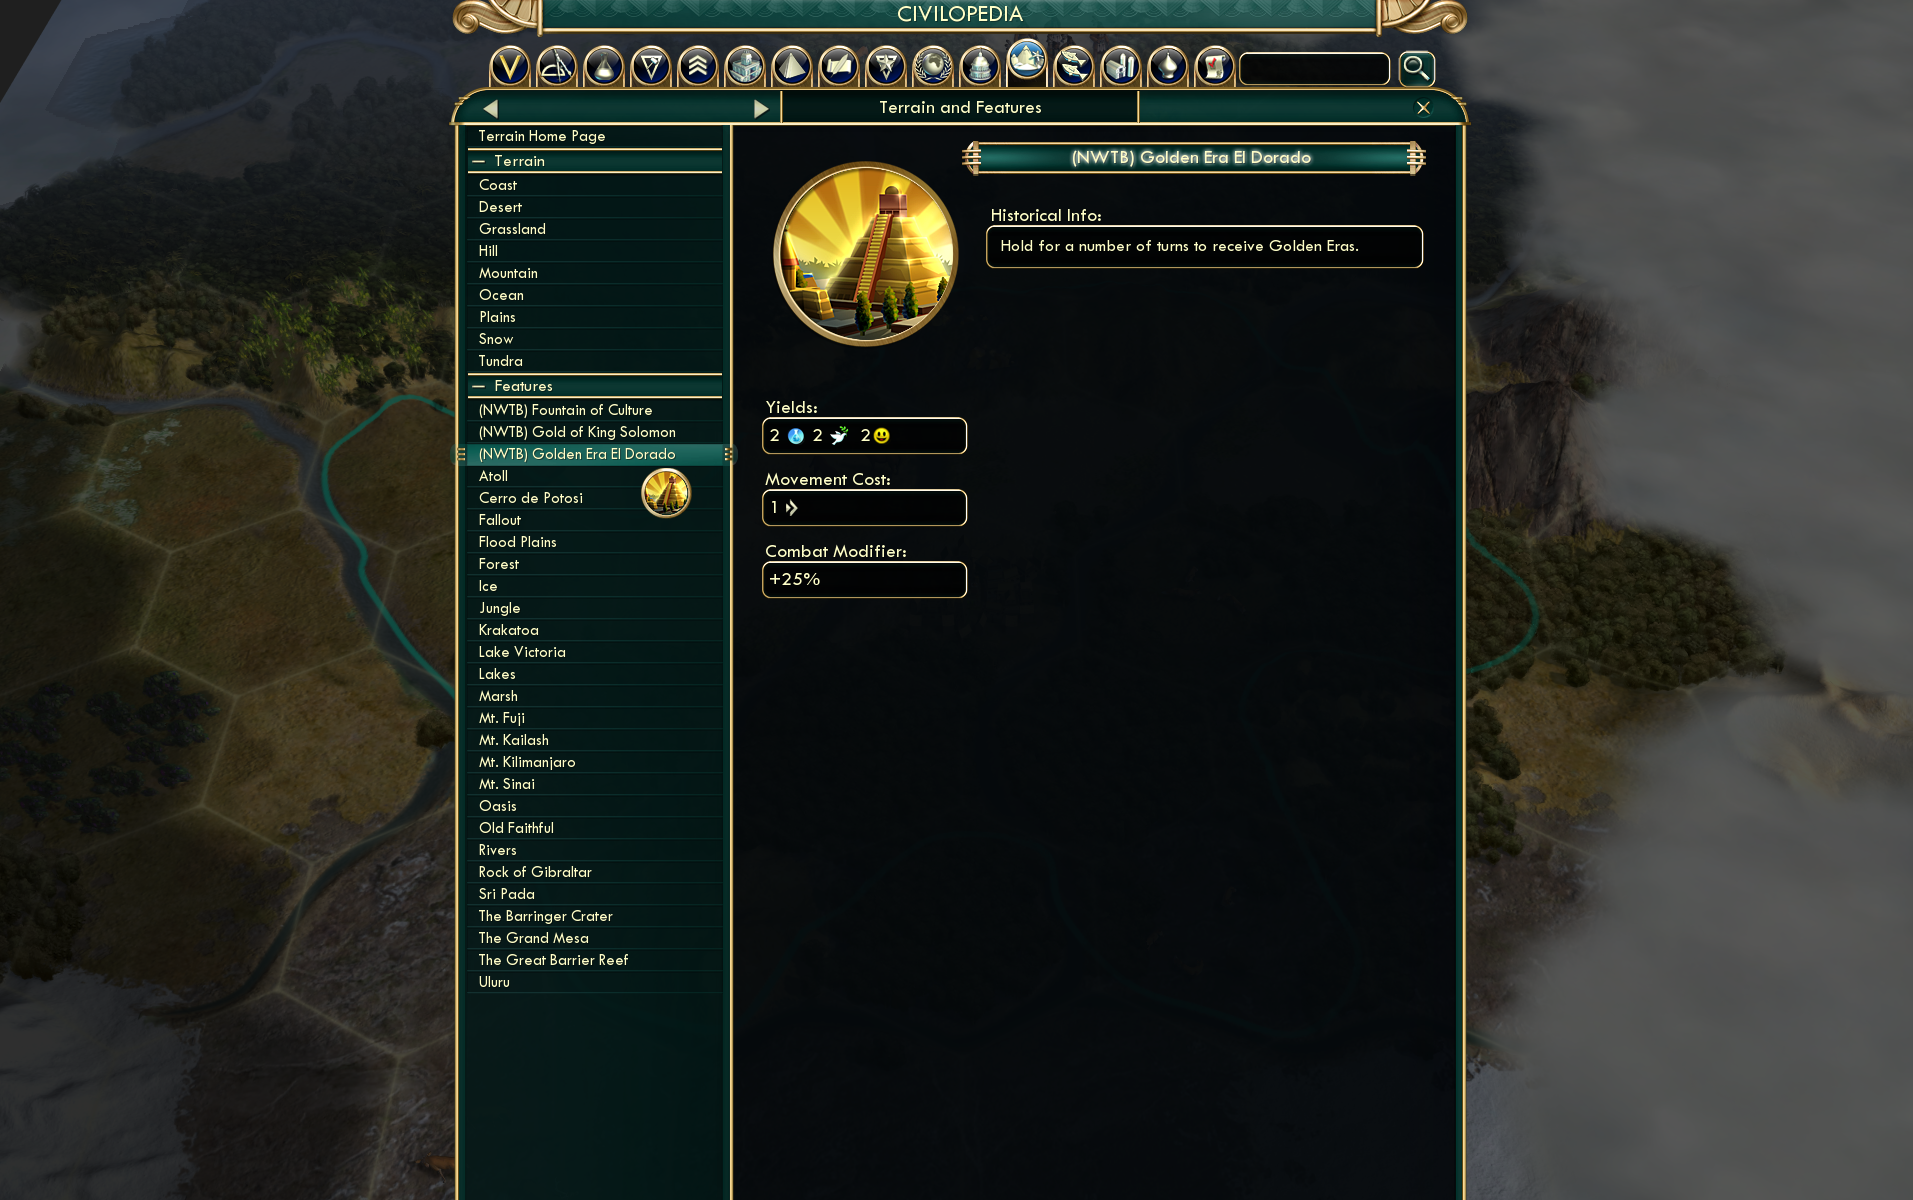 CIVILOPEDIA
Terrain and Features
Terrain Home Page
Terrain
Coast
Desert
Grassland
Hill
Mountain
Ocean
Plains
Snow
Tundra
Features
(NWTB) Fountain of Culture
(NWTB) Gold of King Solomon
(NWTB) Golden Era El Dorado
Atoll
Cerro de Potosi
Fallout
Flood Plains
Forest
Ice
Jungle
Krakatoa
Lake Victoria
Lakes
Marsh
Mt. Fuji
Mt. Kailash
Mt. Kilimanjaro
Mt. Sinai
Oasis
Old Faithful
Rivers
Rock of Gibraltar
Sri Pada
The Barringer Crater
The Grand Mesa
The Great Barrier Reef
Uluru
(NWTB) Golden Era El Dorado
Historical Info:
Hold for a number of turns to receive Golden Eras.
Yields:
2 2 2
Movement Cost:
1
Combat Modifier:
+25%